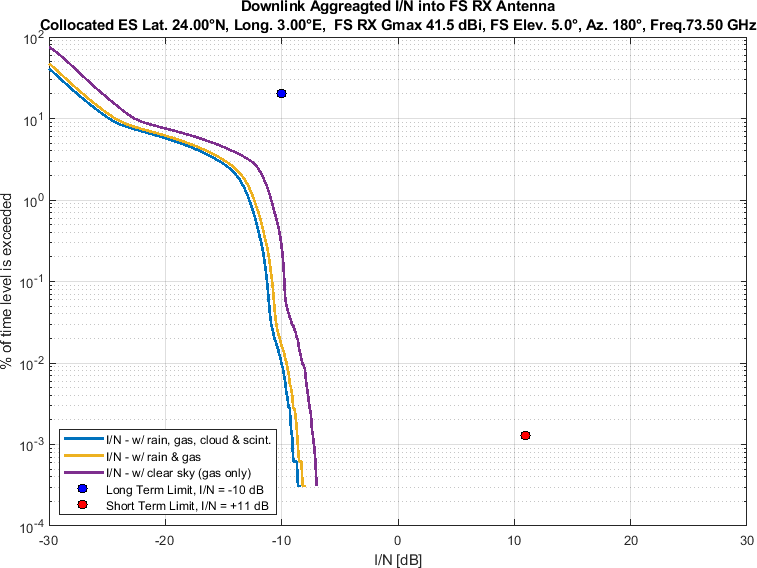 Downlink Aggreagted I/N into FS RX Antenna
Collocated ES Lat. 24.00°N, Long. 3.00°E,  FS RX Gmax 41.5 dBi, FS Elev. 5.0°, Az. 180°, Freq.73.50 GHz
% of time level is exceeded
10^2
10^1
10^0
10^-1
10^-2
10^-3
10^-4
I/N - w/ rain, gas, cloud & scint.
I/N - w/ rain & gas
I/N - w/ clear sky (gas only)
Long Term Limit, I/N = -10 dB
Short Term Limit, I/N = +11 dB
-30 -20 -10 0 10 20 30
I/N [dB]